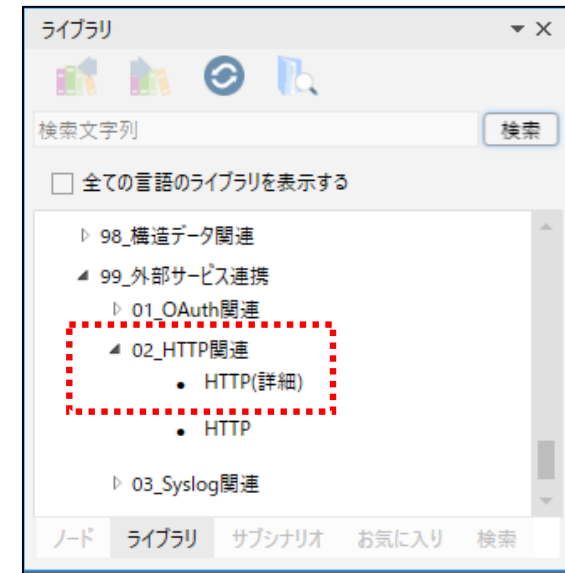 ライブラリ
検索文字列 検索
全ての言語のライブラリを表示する
98_構造データ関連
99_外部サービス連携
01_OAuth関連
02_HTTP関連
HTTP(詳細)
HTTP
03_Syslog関連
ノード ライブラリ サブシナリオ お気に入り 検索